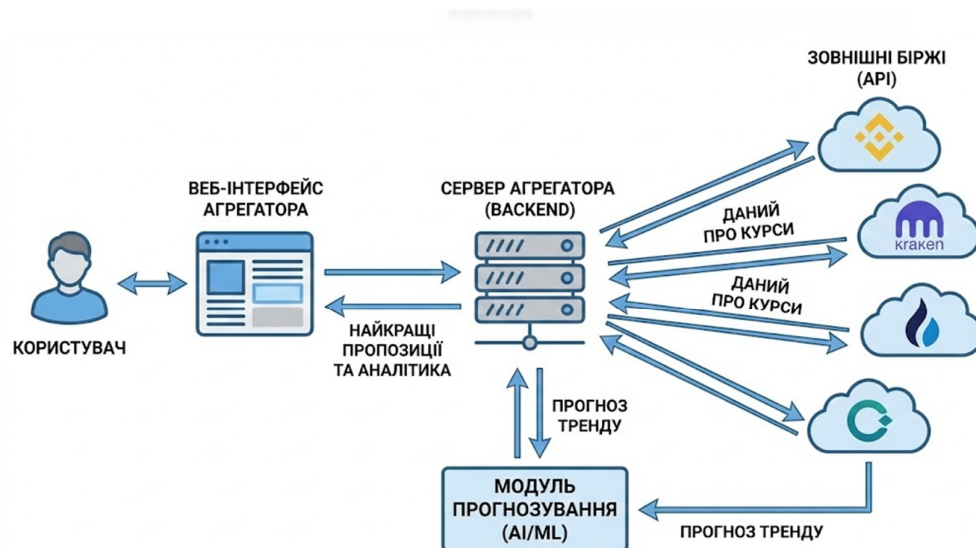 ЗОВНІШНІ БІРЖІ
(API)
ВЕБ-ІНТЕРФЕЙС
АГРЕГАТОРА
СЕРВЕР АГРЕГАТОРА
(BACKEND)
ДАНИЙ
ПРО КУРСИ
kraken
ДАНИЙ
ПРО КУРСИ
КОРИСТУВАЧ
НАЙКРАЩІ
ПРОПОЗИЦІЇ
ТА АНАЛІТИКА
ПРОГНОЗ
ТРЕНДУ
МОДУЛЬ
ПРОГНОЗУВАННЯ
(AI/ML)
ПРОГНОЗ ТРЕНДУ